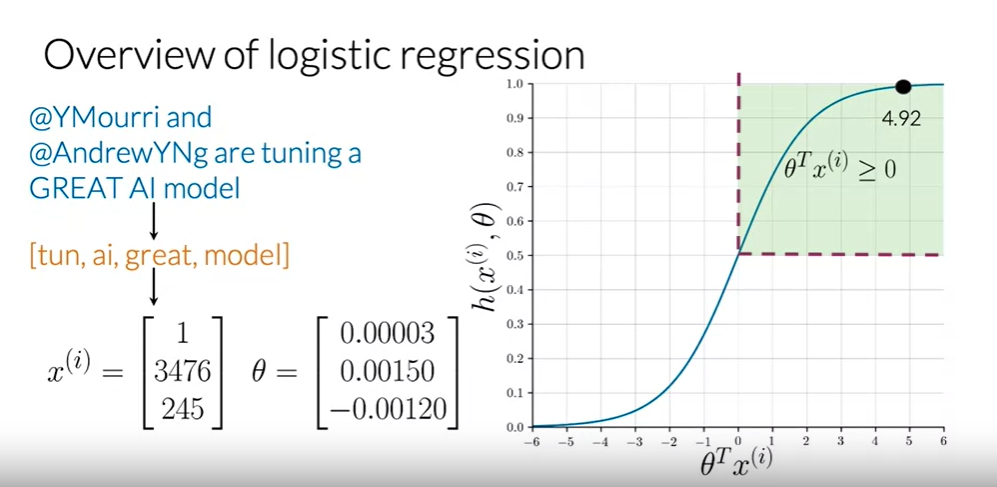 Overview of logistic regression
@YMourri and
@AndrewYNg are tuning a
GREAT AI model
[tun, ai, great, model]
x^(i) = [1 3476 245] θ = [0.00003 0.00150 −0.00120]
h(x^(i), θ)
1.0
0.9
0.8
0.7
0.6
0.5
0.4
0.3
0.2
0.1
0.0
4.92
θ^T x^(i) ≥ 0
−6 −5 −4 −3 −2 −1 0 1 2 3 4 5 6
θ^T x^(i)